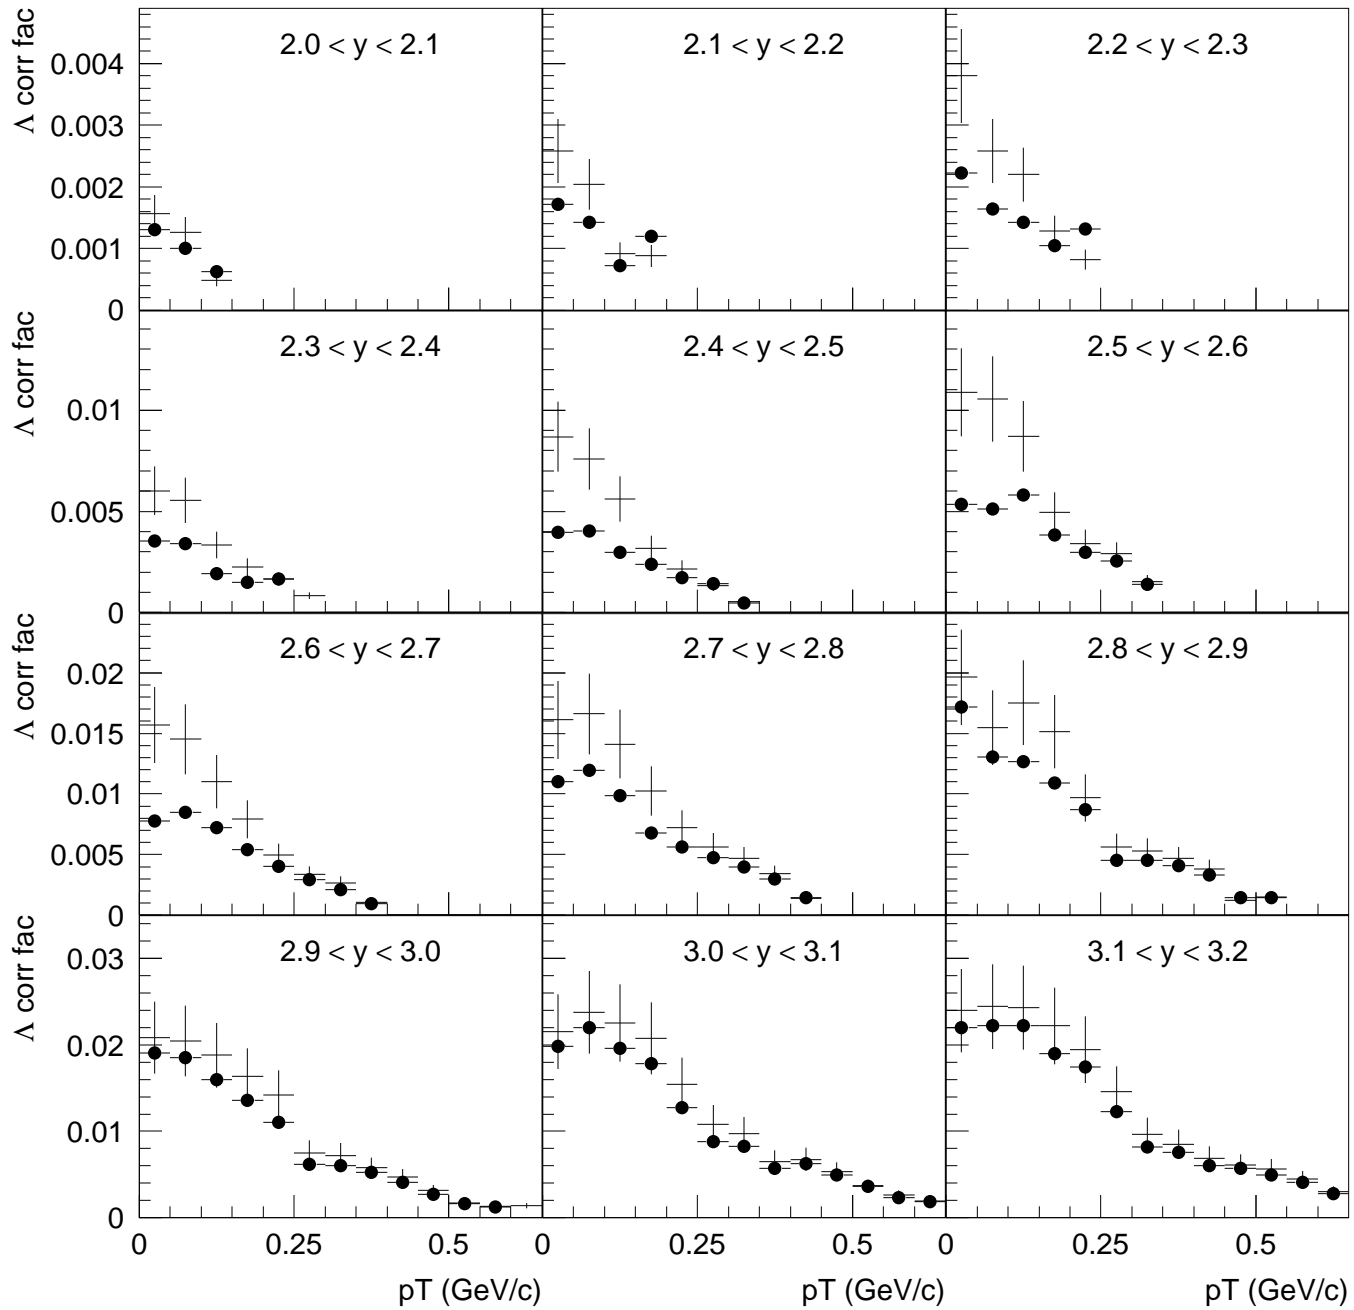 2.0 < y < 2.1
2.1 < y < 2.2
2.2 < y < 2.3
Λ corr fac
0.004
0.003
0.002
0.001
0
2.3 < y < 2.4
2.4 < y < 2.5
2.5 < y < 2.6
Λ corr fac
0.01
0.005
0
2.6 < y < 2.7
2.7 < y < 2.8
2.8 < y < 2.9
Λ corr fac
0.02
0.015
0.01
0.005
0
2.9 < y < 3.0
3.0 < y < 3.1
3.1 < y < 3.2
Λ corr fac
0.03
0.02
0.01
0
0 0.25 0.5
0 0.25 0.5
0 0.25 0.5
pT (GeV/c)
pT (GeV/c)
pT (GeV/c)